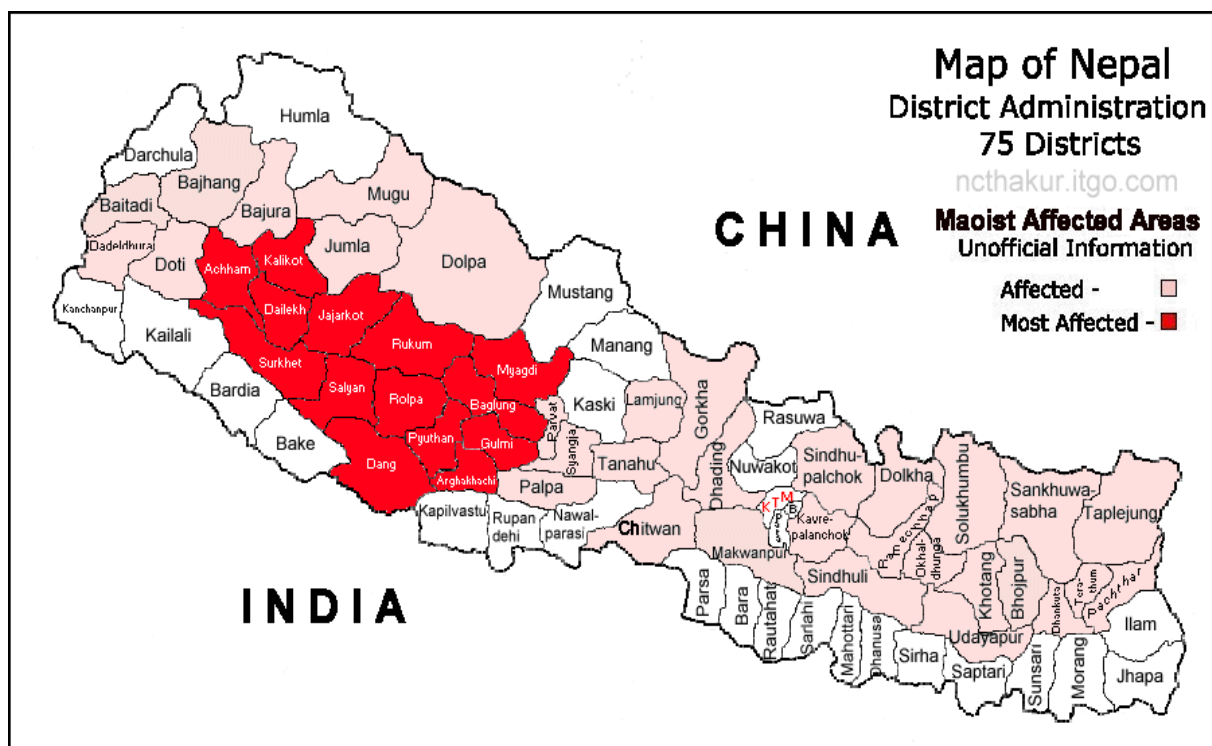 Map of Nepal
District Administration
75 Districts
ncthakur.itgo.com
Maoist Affected Areas
Unofficial Information
Affected -
Most Affected -
CHINA
INDIA
Humla
Darchula
Bajhang
Baitadi
Bajura
Mugu
Dadeldhura
Doti
Jumla
Dolpa
Achham
Kalikot
Kanchanpur
Kailali
Dailekh
Jajarkot
Mustang
Surkhet
Rukum
Myagdi
Manang
Bardia
Salyan
Rolpa
Baglung
Parvat
Kaski
Lamjung
Gorkha
Rasuwa
Bake
Dang
Pyuthan
Gulmi
Syangja
Tanahu
Dhading
Nuwakot
Sindhu-
palchok
Dolkha
Solukhumbu
Sankhuwa-
sabha
Taplejung
Arghakhachi
Palpa
Kapilvastu
Rupan
dehi
Nawal-
parasi
Chitwan
KTM
B
Kavre-
palanchok
Ramechhap
Okhal-
dhunga
Makwanpur
Sindhuli
Khotang
Bhojpur
Dhankuta
Tera-
thum
Pachthar
Parsa
Bara
Rautahat
Sarlahi
Mahottari
Dhanusa
Sirha
Udayapur
Saptari
Sunsari
Morang
Ilam
Jhapa